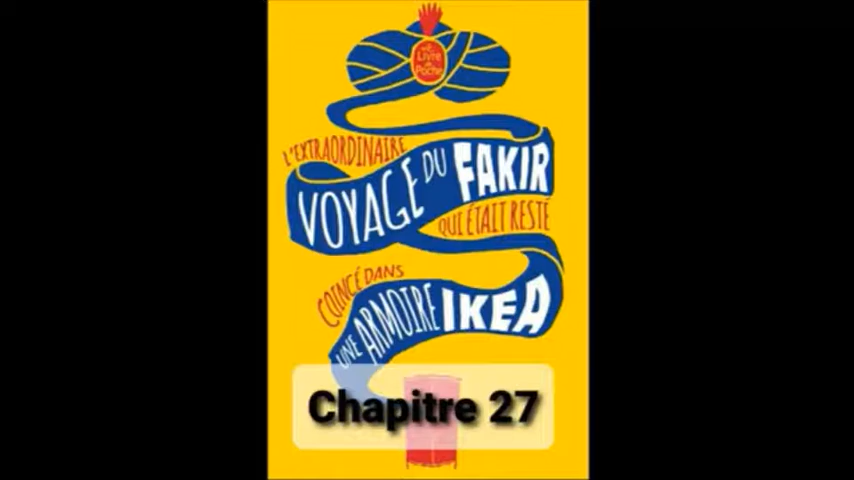 Le
Livre
de
Poche
L'EXTRAORDINAIRE
VOYAGE DU FAKIR
QUI ÉTAIT RESTÉ
COINCÉ DANS
UNE ARMOIRE IKEA
Chapitre 27